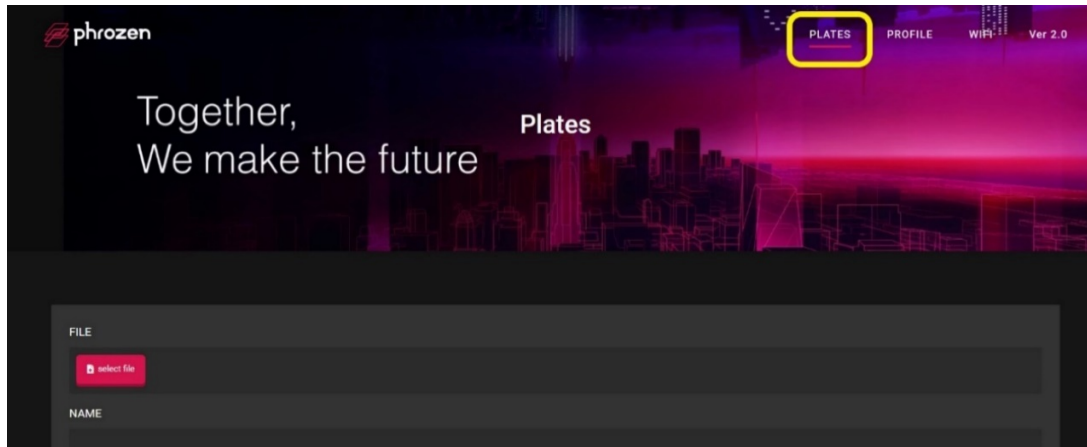 phrozen
PLATES
PROFILE
WIFI
Ver 2.0
Together,
We make the future
Plates
FILE
select file
NAME